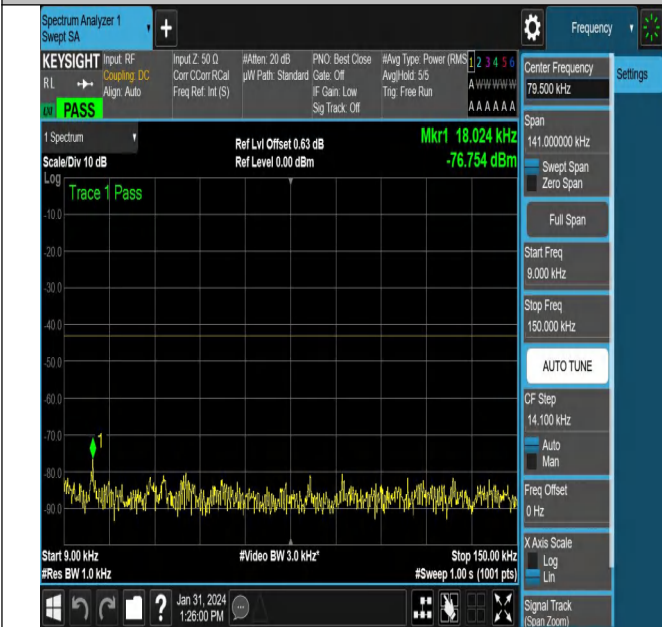 Spectrum Analyzer 1
Swept SA
+
Frequency
KEYSIGHT
RL
PASS
Input: RF
Coupling: DC
Align: Auto
Input Z: 50 Ω
Corr CCorr RCal
Freq Ref: Int (S)
#Atten: 20 dB
µW Path: Standard
PNO: Best Close
Gate: Off
IF Gain: Low
Sig Track: Off
#Avg Type: Power (RMS
Avg|Hold: 5/5
Trig: Free Run
1 2 3 4 5 6
A W W W W W
A A A A A A
1 Spectrum
Scale/Div 10 dB
Ref Lvl Offset 0.63 dB
Ref Level 0.00 dBm
Mkr1 18.024 kHz
-76.754 dBm
Log
Trace 1 Pass
-10.0
-20.0
-30.0
-40.0
-50.0
-60.0
-70.0
-80.0
-90.0
1
Start 9.00 kHz
#Res BW 1.0 kHz
#Video BW 3.0 kHz*
Stop 150.00 kHz
#Sweep 1.00 s (1001 pts)
?
Jan 31, 2024
1:26:00 PM
Center Frequency
79.500 kHz
Settings
Span
141.000000 kHz
Swept Span
Zero Span
Full Span
Start Freq
9.000 kHz
Stop Freq
150.000 kHz
AUTO TUNE
CF Step
14.100 kHz
Auto
Man
Freq Offset
0 Hz
X Axis Scale
Log
Lin
Signal Track
(Span Zoom)